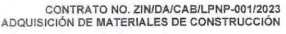 CONTRATO NO. ZIN/DA/CAB/LPNP-001/2023
ADQUISICIÓN DE MATERIALES DE CONSTRUCCIÓN